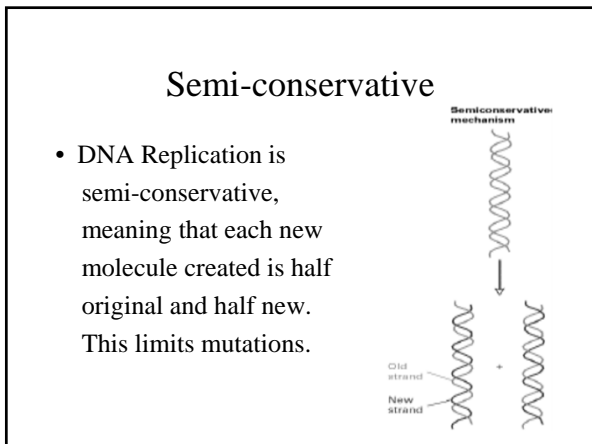 Semi-conservative
• DNA Replication is
semi-conservative,
meaning that each new
molecule created is half
original and half new.
This limits mutations.
Semiconservative
mechanism
+
Old
strand
New
strand